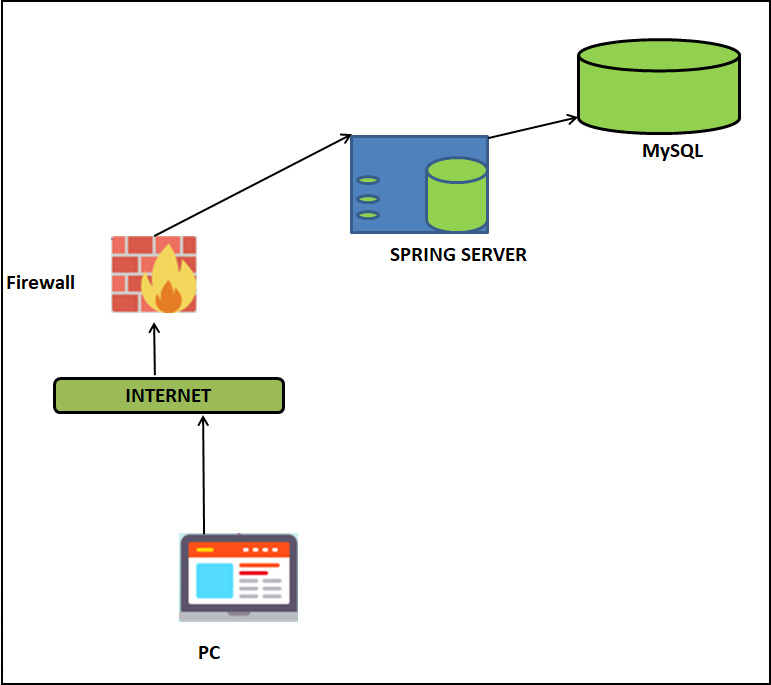 MySQL
SPRING SERVER
Firewall
INTERNET
PC